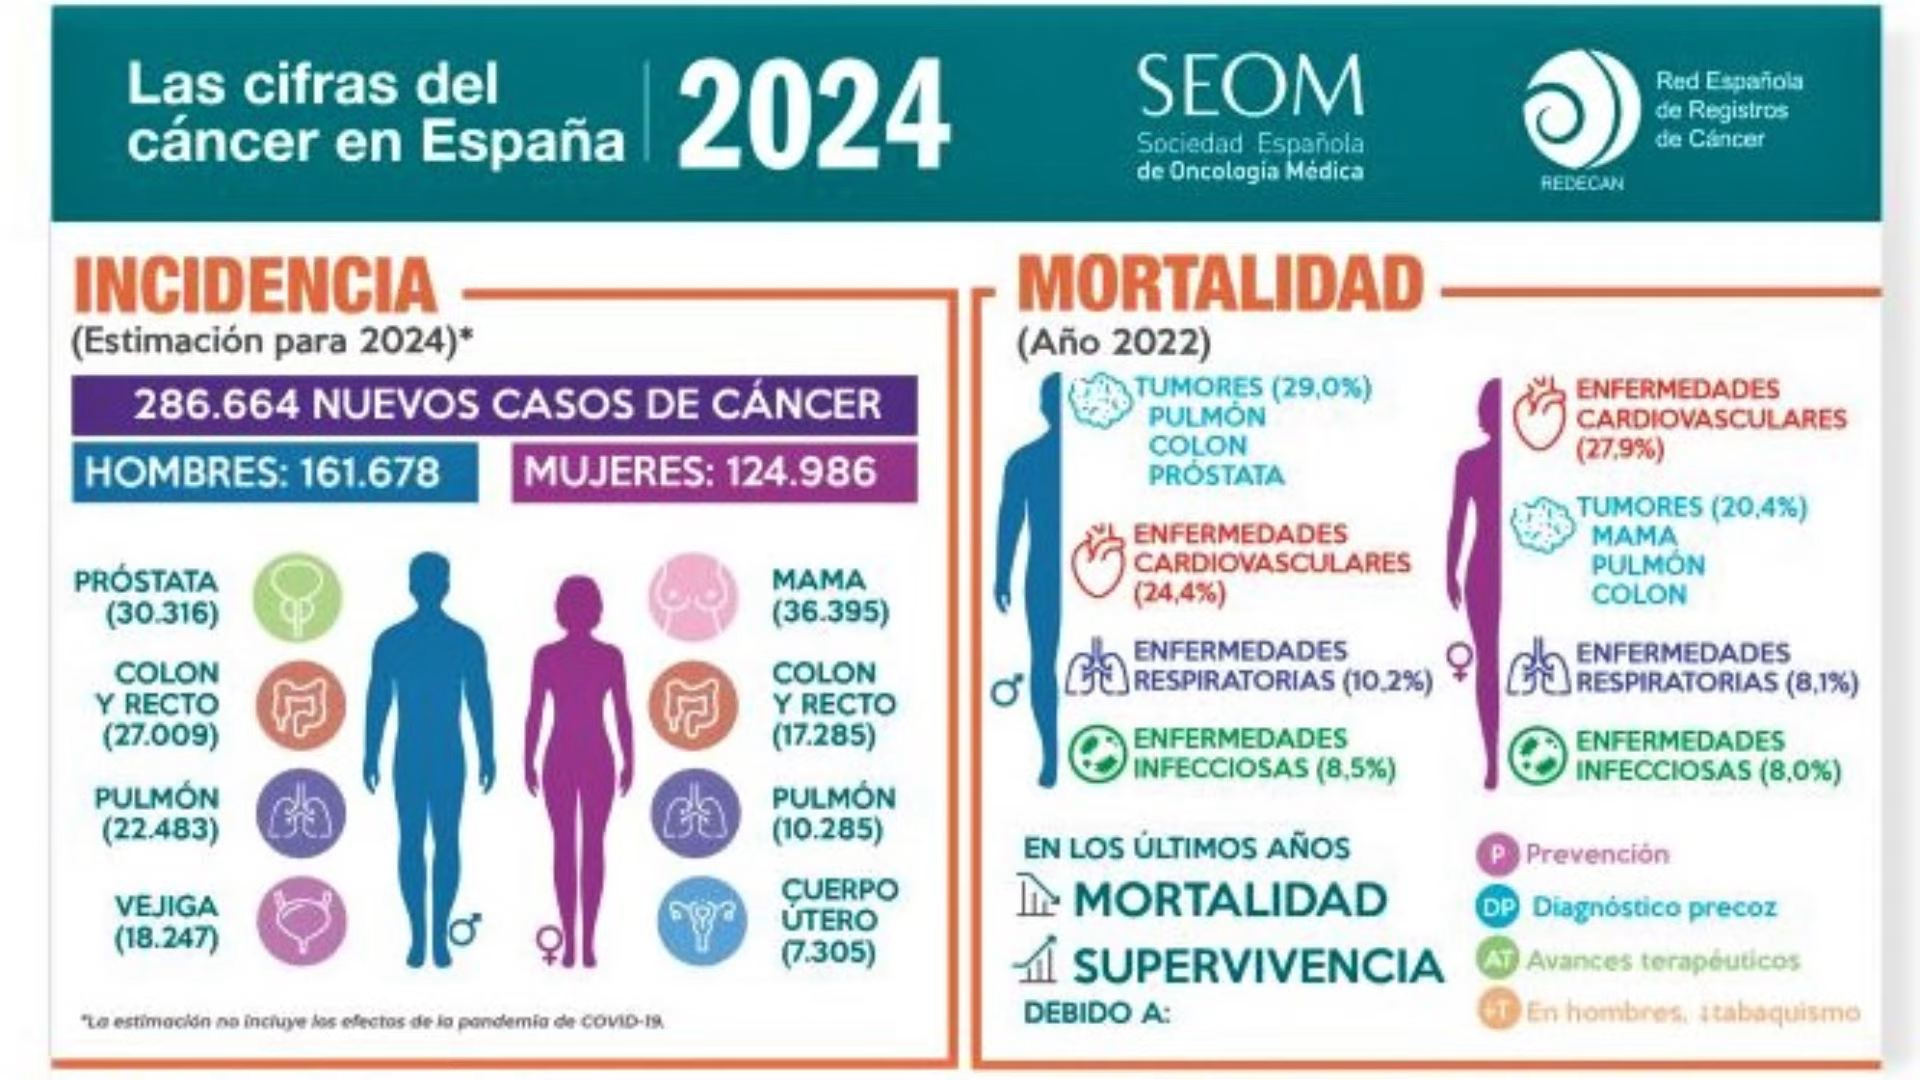 Las cifras del
cáncer en España
2024
SEOM
Sociedad Española
de Oncología Médica
Red Española
de Registros
de Cáncer
REDECAN
INCIDENCIA
(Estimación para 2024)*
286.664 NUEVOS CASOS DE CÁNCER
HOMBRES: 161.678
MUJERES: 124.986
PRÓSTATA
(30.316)
COLON
Y RECTO
(27.009)
PULMÓN
(22.483)
VEJIGA
(18.247)
MAMA
(36.395)
COLON
Y RECTO
(17.285)
PULMÓN
(10.285)
CUERPO
ÚTERO
(7.305)
*La estimación no incluye los efectos de la pandemia de COVID-19.
MORTALIDAD
(Año 2022)
TUMORES (29,0%)
PULMÓN
COLON
PRÓSTATA
ENFERMEDADES
CARDIOVASCULARES
(24,4%)
ENFERMEDADES
RESPIRATORIAS (10,2%)
ENFERMEDADES
INFECCIOSAS (8,5%)
ENFERMEDADES
CARDIOVASCULARES
(27,9%)
TUMORES (20,4%)
MAMA
PULMÓN
COLON
ENFERMEDADES
RESPIRATORIAS (8,1%)
ENFERMEDADES
INFECCIOSAS (8,0%)
EN LOS ÚLTIMOS AÑOS
MORTALIDAD
SUPERVIVENCIA
DEBIDO A:
P Prevención
DP Diagnóstico precoz
AT Avances terapéuticos
↓T En hombres, ↓tabaquismo